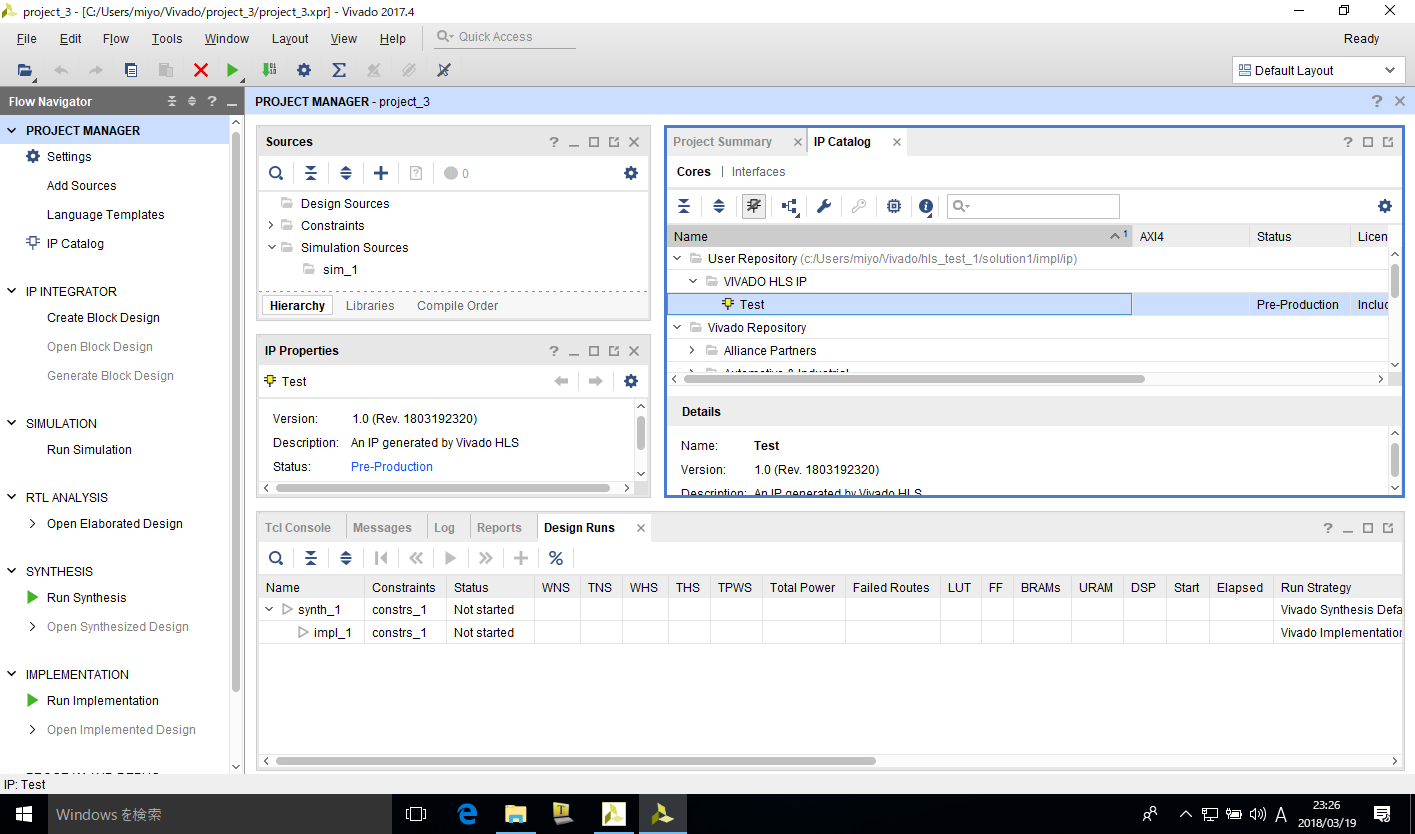 project_3 - [C:/Users/miyo/Vivado/project_3/project_3.xpr] - Vivado 2017.4
File Edit Flow Tools Window Layout View Help Quick Access Ready
Default Layout
Flow Navigator
PROJECT MANAGER
Settings
Add Sources
Language Templates
IP Catalog
IP INTEGRATOR
Create Block Design
Open Block Design
Generate Block Design
SIMULATION
Run Simulation
RTL ANALYSIS
Open Elaborated Design
SYNTHESIS
Run Synthesis
Open Synthesized Design
IMPLEMENTATION
Run Implementation
Open Implemented Design
PROJECT MANAGER - project_3
Sources
0
Design Sources
Constraints
Simulation Sources
sim_1
Hierarchy Libraries Compile Order
IP Properties
Test
Version: 1.0 (Rev. 1803192320)
Description: An IP generated by Vivado HLS
Status: Pre-Production
Project Summary IP Catalog
Cores | Interfaces
Name 1 AXI4 Status Licen
User Repository (c:/Users/miyo/Vivado/hls_test_1/solution1/impl/ip)
VIVADO HLS IP
Test Pre-Production Includ
Vivado Repository
Alliance Partners
Automotive & Industrial
Details
Name: Test
Version: 1.0 (Rev. 1803192320)
Description: An IP generated by Vivado HLS
Tcl Console Messages Log Reports Design Runs
Name Constraints Status WNS TNS WHS THS TPWS Total Power Failed Routes LUT FF BRAMs URAM DSP Start Elapsed Run Strategy
synth_1 constrs_1 Not started Vivado Synthesis Defa
impl_1 constrs_1 Not started Vivado Implementation
IP: Test
Windows を検索
A
23:26
2018/03/19